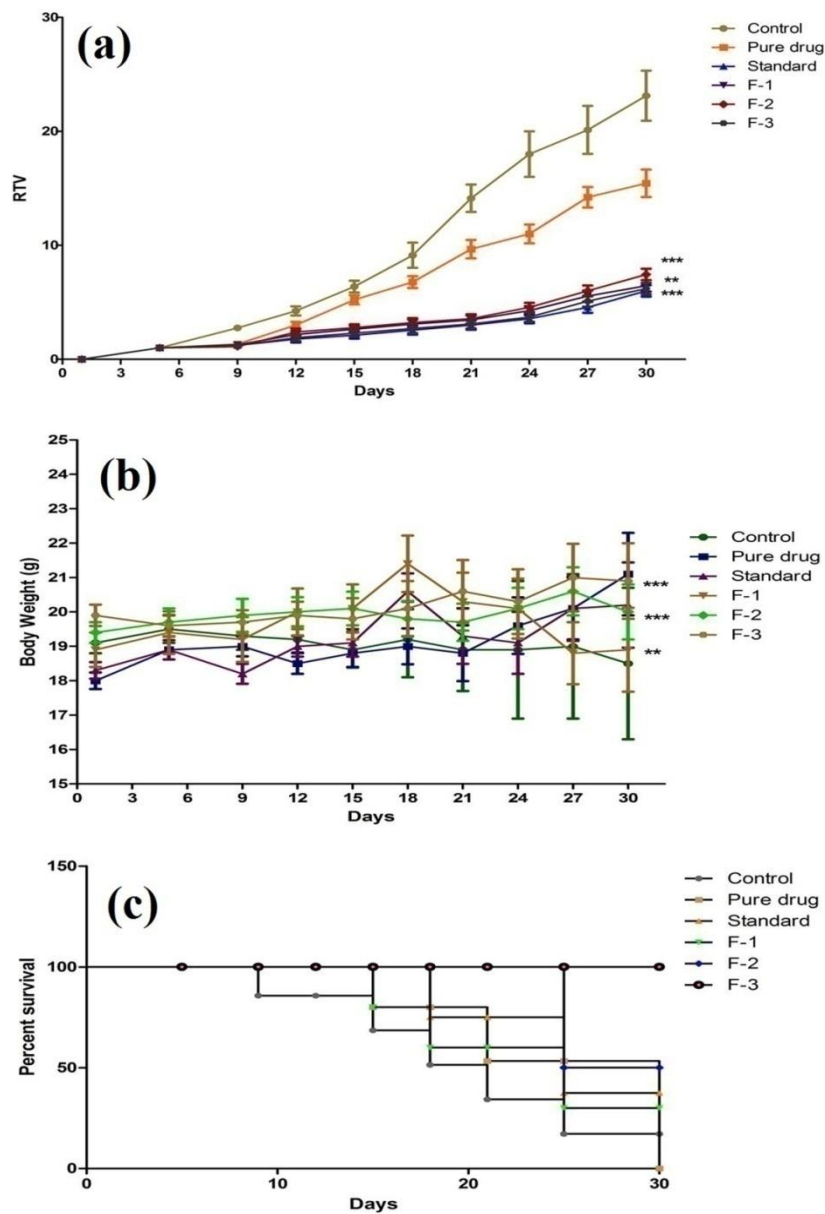 (a)
30
20
10
0
RTV
0 3 6 9 12 15 18 21 24 27 30
Days
Control
Pure drug
Standard
F-1
F-2
F-3
***
**
***
(b)
25
24
23
22
21
20
19
18
17
16
15
Body Weight (g)
0 3 6 9 12 15 18 21 24 27 30
Days
Control
Pure drug
Standard
F-1
F-2
F-3
***
***
**
(c)
150
100
50
0
Percent survival
0 10 20 30
Days
Control
Pure drug
Standard
F-1
F-2
F-3